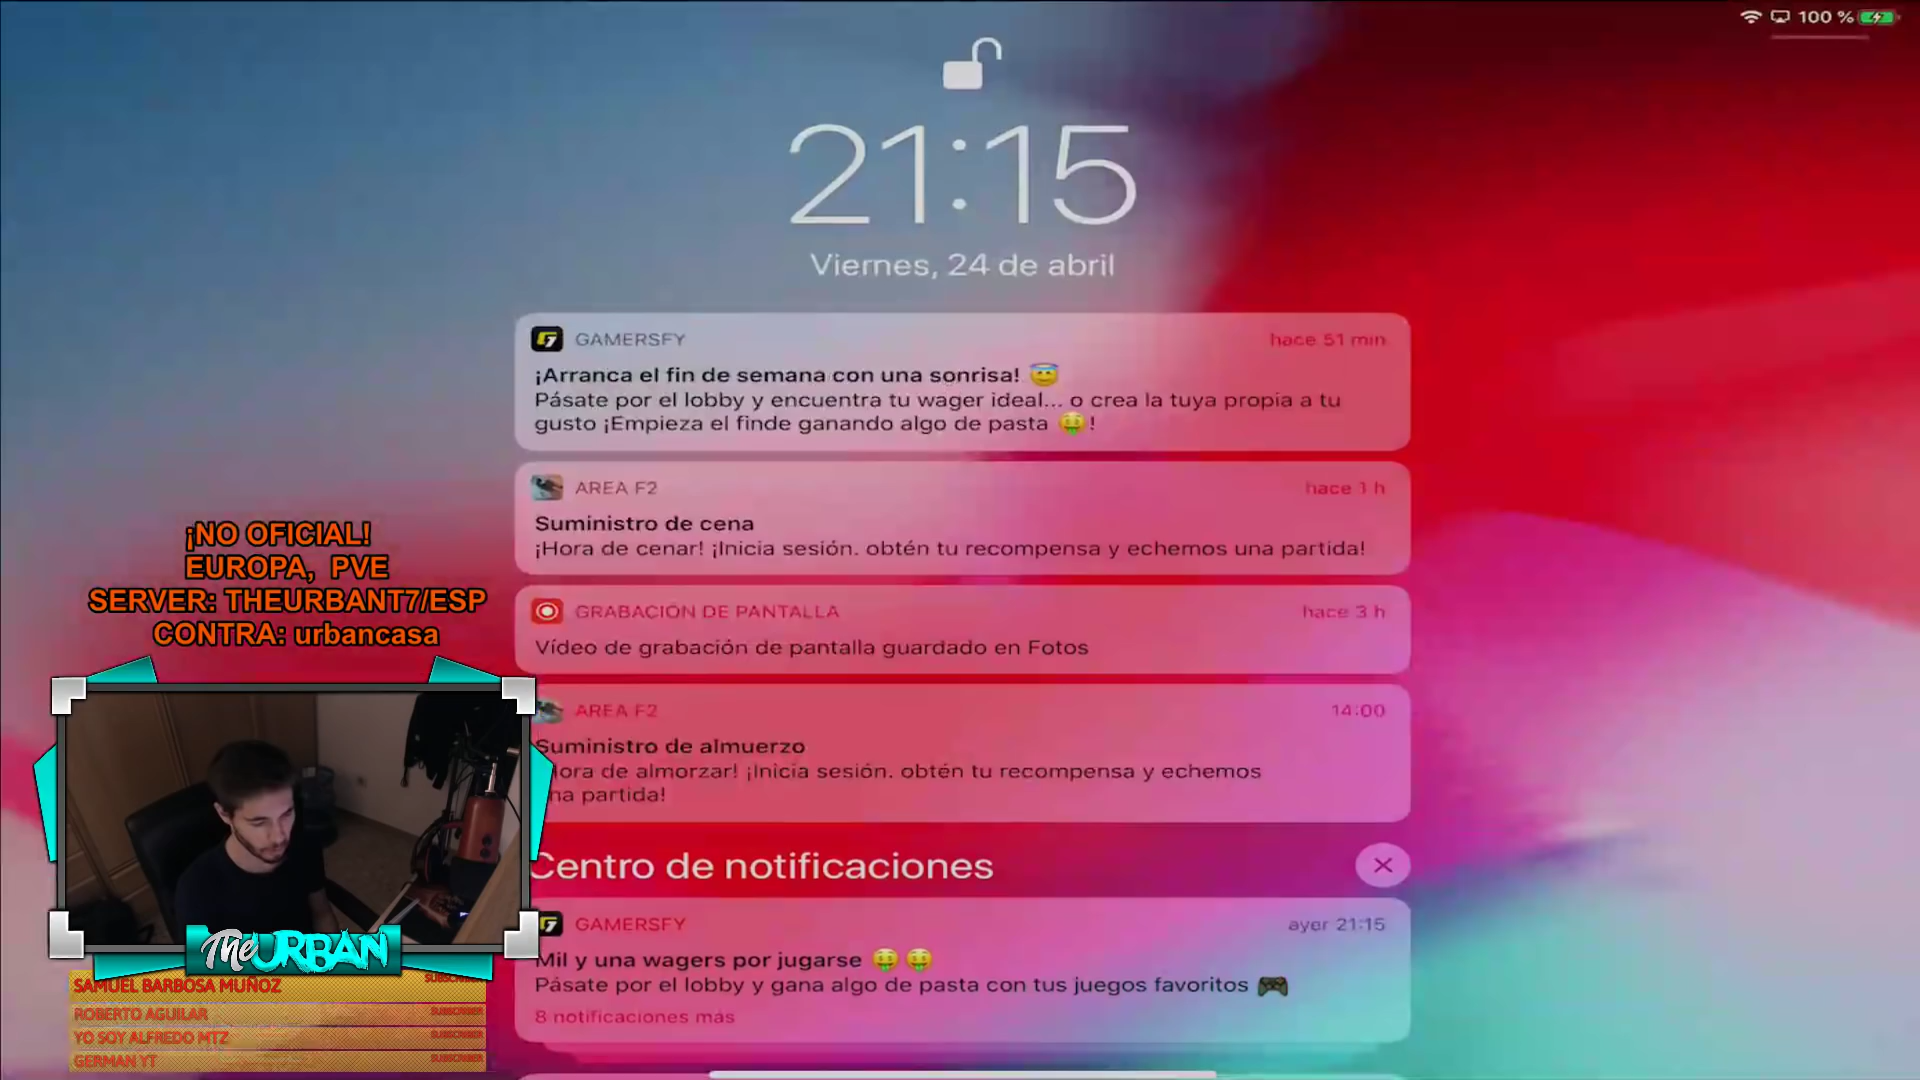 100 %
21:15
Viernes, 24 de abril
GAMERSFY
hace 51 min
¡Arranca el fin de semana con una sonrisa! 😇
Pásate por el lobby y encuentra tu wager ideal... o crea la tuya propia a tu
gusto ¡Empieza el finde ganando algo de pasta 🤑!
AREA F2
hace 1 h
Suministro de cena
¡Hora de cenar! ¡Inicia sesión. obtén tu recompensa y echemos una partida!
GRABACIÓN DE PANTALLA
hace 3 h
Vídeo de grabación de pantalla guardado en Fotos
AREA F2
14:00
Suministro de almuerzo
Hora de almorzar! ¡Inicia sesión. obtén tu recompensa y echemos
na partida!
Centro de notificaciones
GAMERSFY
ayer 21:15
Mil y una wagers por jugarse 🤑 🤑
Pásate por el lobby y gana algo de pasta con tus juegos favoritos 🎮
8 notificaciones más
¡NO OFICIAL!
EUROPA, PVE
SERVER: THEURBANT7/ESP
CONTRA: urbancasa
The URBAN
SAMUEL BARBOSA MUÑOZ SUBSCRIBER
ROBERTO AGUILAR SUBSCRIBER
YO SOY ALFREDO MTZ SUBSCRIBER
GERMAN YT SUBSCRIBER